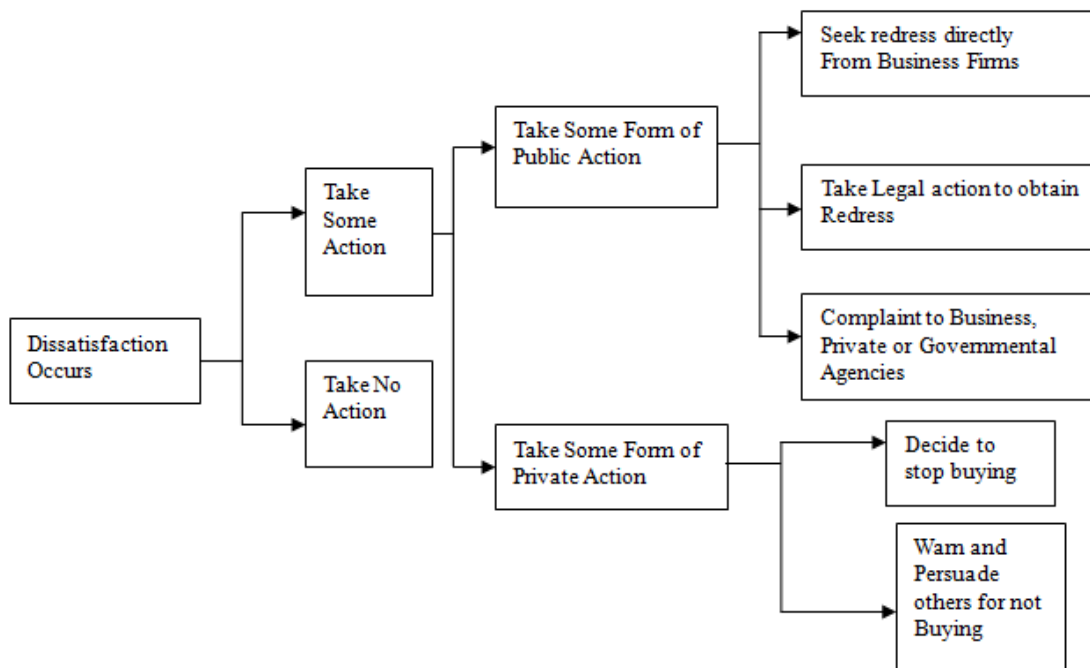 Seek redress directly
From Business Firms
Take Some Form of
Public Action
Take
Some
Action
Take Legal action to obtain
Redress
Complaint to Business,
Private or Governmental
Agencies
Dissatisfaction
Occurs
Take No
Action
Take Some Form of
Private Action
Decide to
stop buying
Warn and
Persuade
others for not
Buying